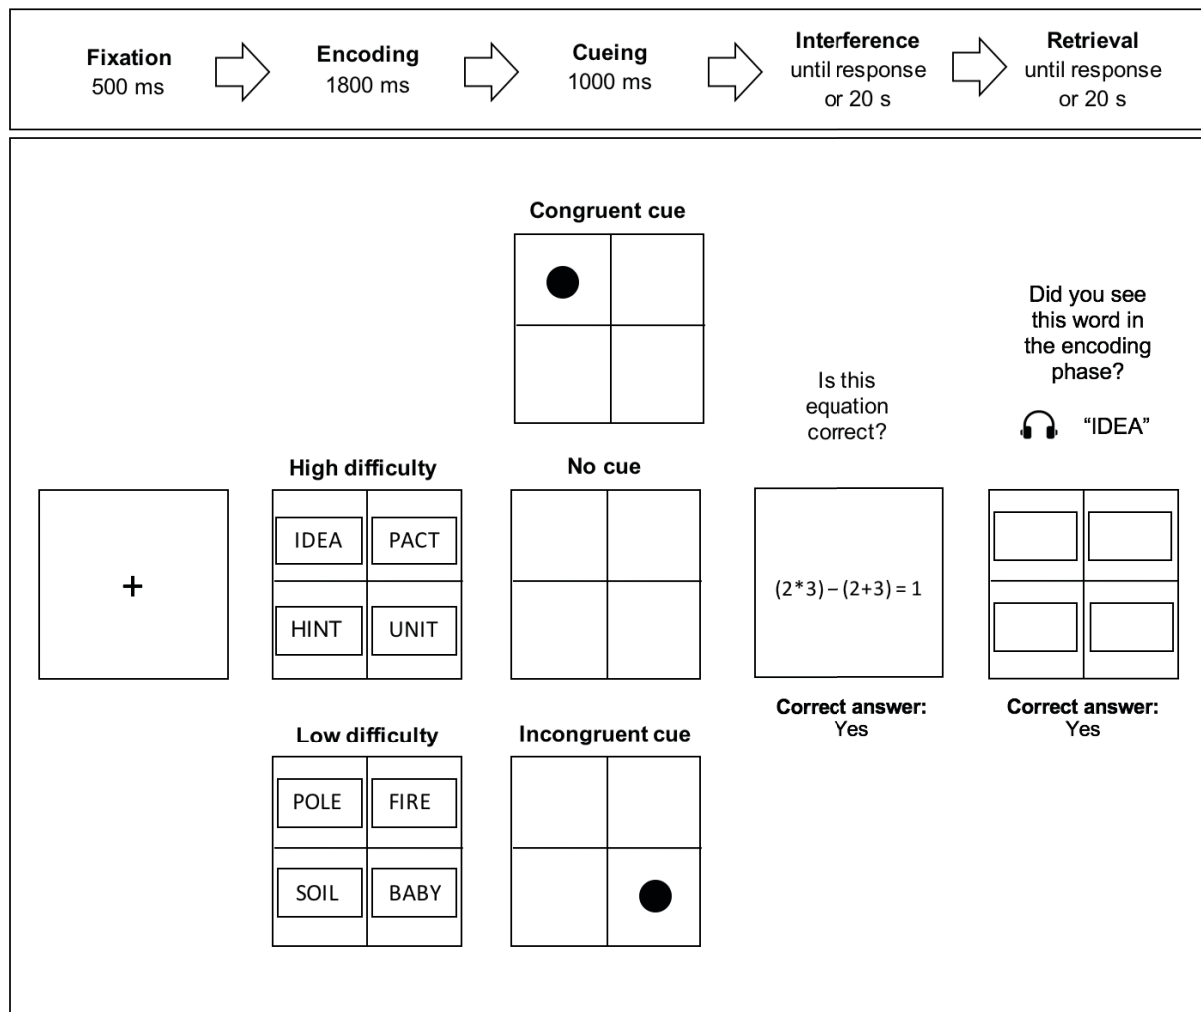 Fixation
500 ms
Encoding
1800 ms
Cueing
1000 ms
Interference
until response
or 20 s
Retrieval
until response
or 20 s
Congruent cue
Did you see
this word in
the encoding
phase?
"IDEA"
Is this
equation
correct?
High difficulty
No cue
IDEA PACT
HINT UNIT
+
(2*3) – (2+3) = 1
Correct answer:
Yes
Correct answer:
Yes
Low difficulty
Incongruent cue
POLE FIRE
SOIL BABY